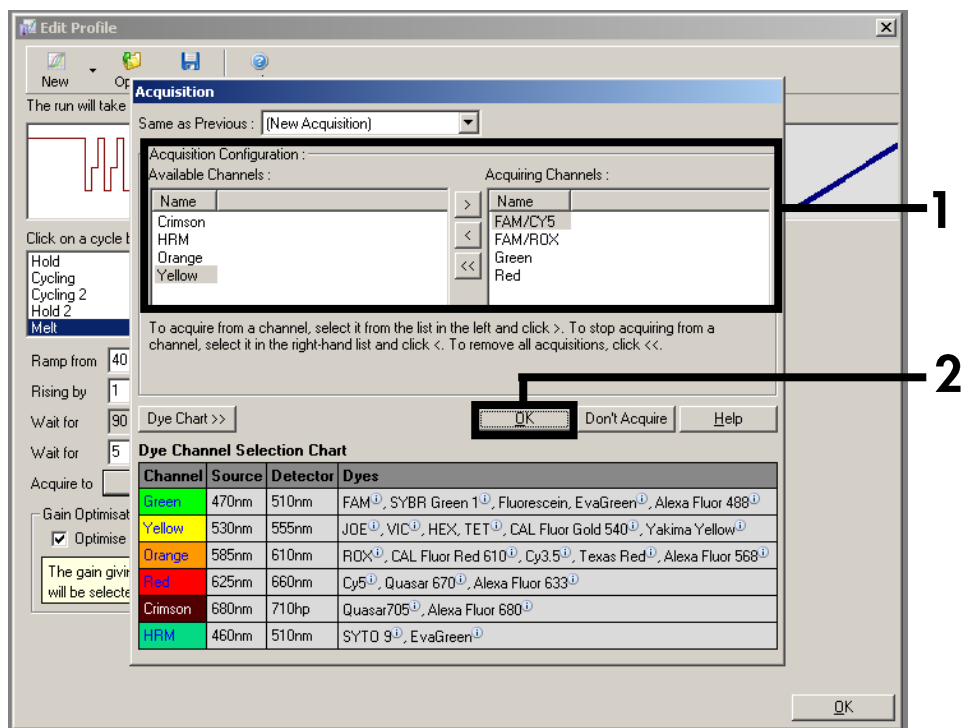 Edit Profile
New
The run will take
Acquisition
Same as Previous : (New Acquisition)
Acquisition Configuration :
Available Channels :
Name
Crimson
HRM
Orange
Yellow
>
<
<<
Acquiring Channels :
Name
FAM/CY5
FAM/ROX
Green
Red
1
To acquire from a channel, select it from the list in the left and click >. To stop acquiring from a
channel, select it in the right-hand list and click <. To remove all acquisitions, click <<.
Click on a cycle
Hold
Cycling
Cycling 2
Hold 2
Melt
Ramp from 40
Rising by 1
Wait for 90
Wait for 5
Acquire to
Gain Optimisat
Optimise
The gain givin
will be selecte
Dye Chart >> OK Don't Acquire Help
2
Dye Channel Selection Chart
Channel Source Detector Dyes
Green 470nm 510nm FAM, SYBR Green 1, Fluorescein, EvaGreen, Alexa Fluor 488
Yellow 530nm 555nm JOE, VIC, HEX, TET, CAL Fluor Gold 540, Yakima Yellow
Orange 585nm 610nm ROX, CAL Fluor Red 610, Cy3.5, Texas Red, Alexa Fluor 568
Red 625nm 660nm Cy5, Quasar 670, Alexa Fluor 633
Crimson 680nm 710hp Quasar705, Alexa Fluor 680
HRM 460nm 510nm SYTO 9, EvaGreen
OK